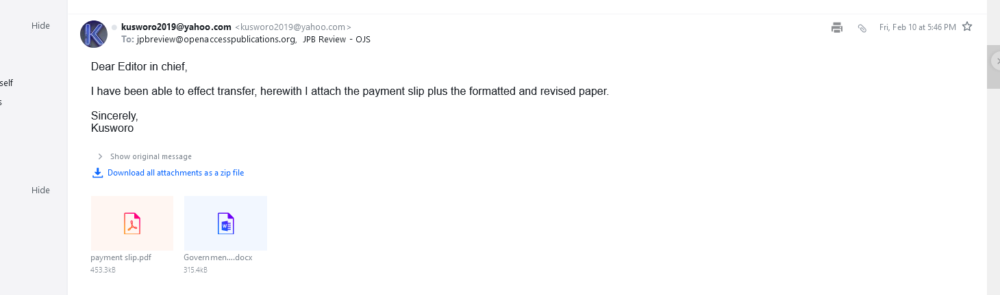 Hide
kusworo2019@yahoo.com <kusworo2019@yahoo.com>
Fri, Feb 10 at 5:46 PM
To: jpbreview@openaccesspublications.org, JPB Review - OJS
Dear Editor in chief,
self
I have been able to effect transfer, herewith I attach the payment slip plus the formatted and revised paper.
s
Sincerely,
Kusworo
Show original message
Download all attachments as a zip file
Hide
payment slip.pdf
453.3kB
Governmen....docx
315.4kB